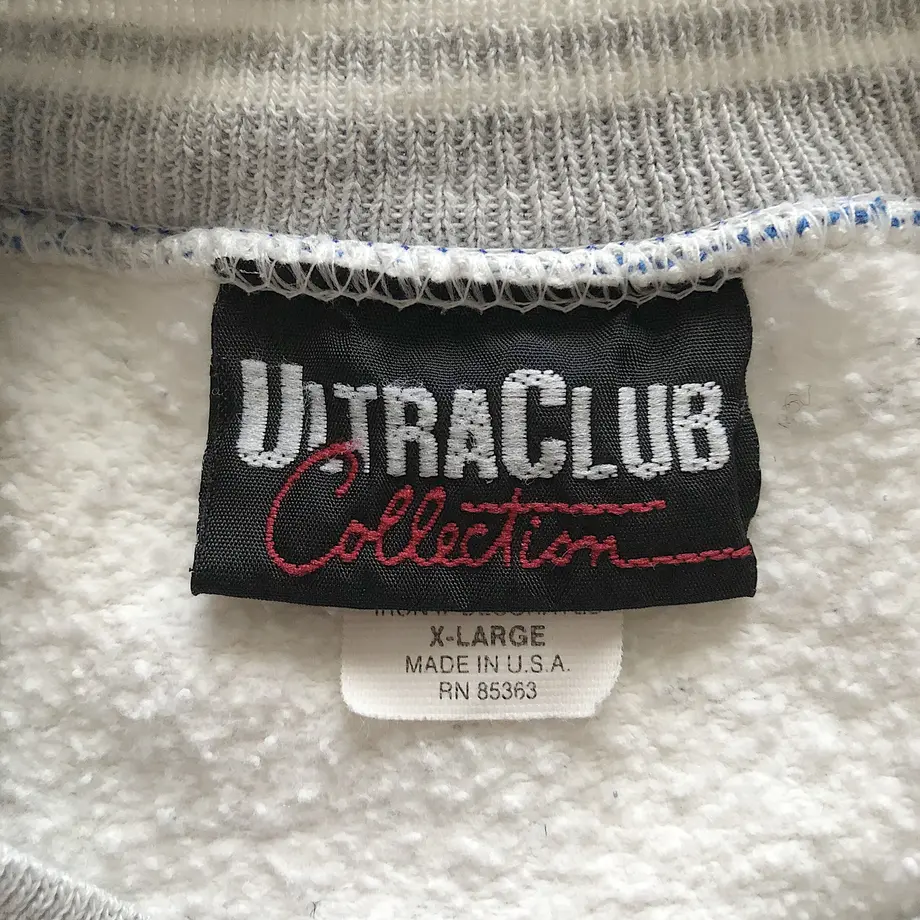 ULTRACLUB
Collection
X-LARGE
MADE IN U.S.A.
RN 85363